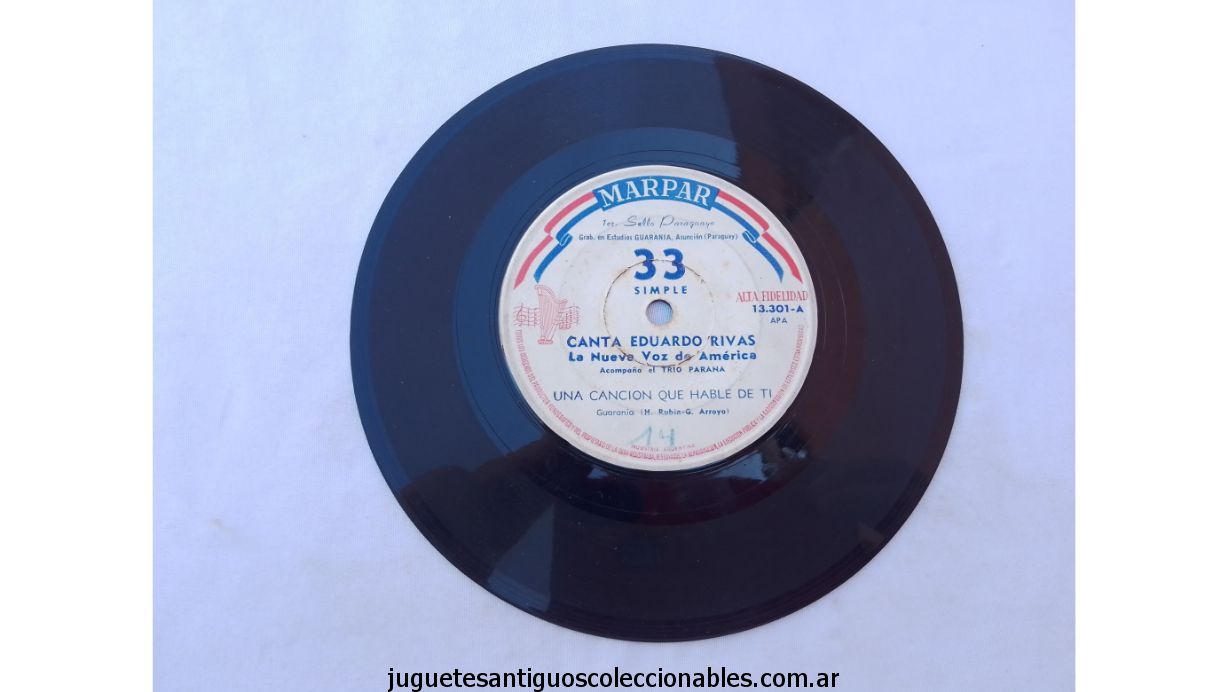 MARPAR
1er. Sello Paraguayo
Grab. en Estudios GUARANIA, Asunción (Paraguay)
33
SIMPLE
ALTA FIDELIDAD
13.301-A
APA
CANTA EDUARDO RIVAS
La Nueva Voz de América
Acompaña el TRIO PARANA
UNA CANCION QUE HABLE DE TI
Guarania (M. Rubin-G. Arroyo)
14
INDUSTRIA ARGENTINA
juguetesantiguoscoleccionables.com.ar